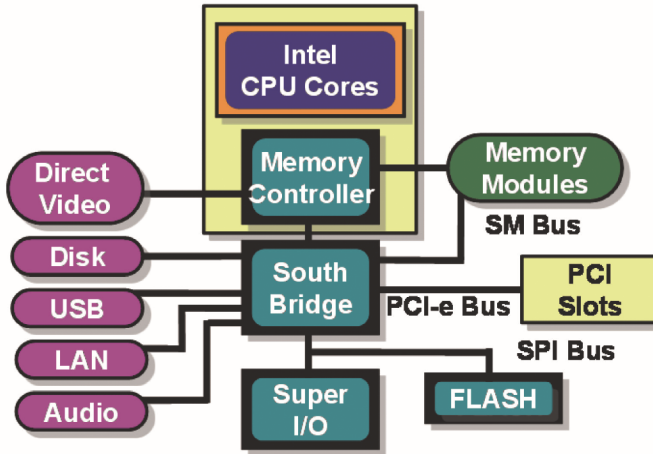 Intel
CPU Cores
Memory
Controller
Memory
Modules
Direct
Video
SM Bus
Disk
South
Bridge
PCI
Slots
USB
PCI-e Bus
LAN
SPI Bus
Audio
Super
I/O
FLASH